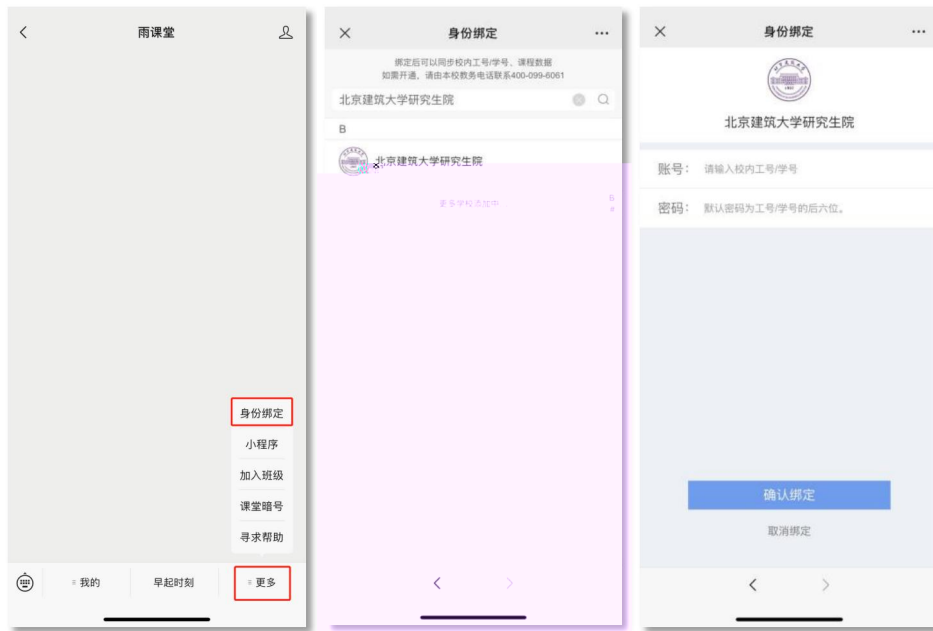 雨课堂
身份绑定
小程序
加入班级
课堂暗号
寻求帮助
我的
早起时刻
更多
身份绑定
绑定后可以同步校内工号/学号、课程数据
如需开通，请由本校教务电话联系400-099-6061
北京建筑大学研究生院
B
北京建筑大学研究生院
更多学校添加中
B
身份绑定
北京建筑大学研究生院
账号： 请输入校内工号/学号
密码： 默认密码为工号/学号的后六位。
确认绑定
取消绑定